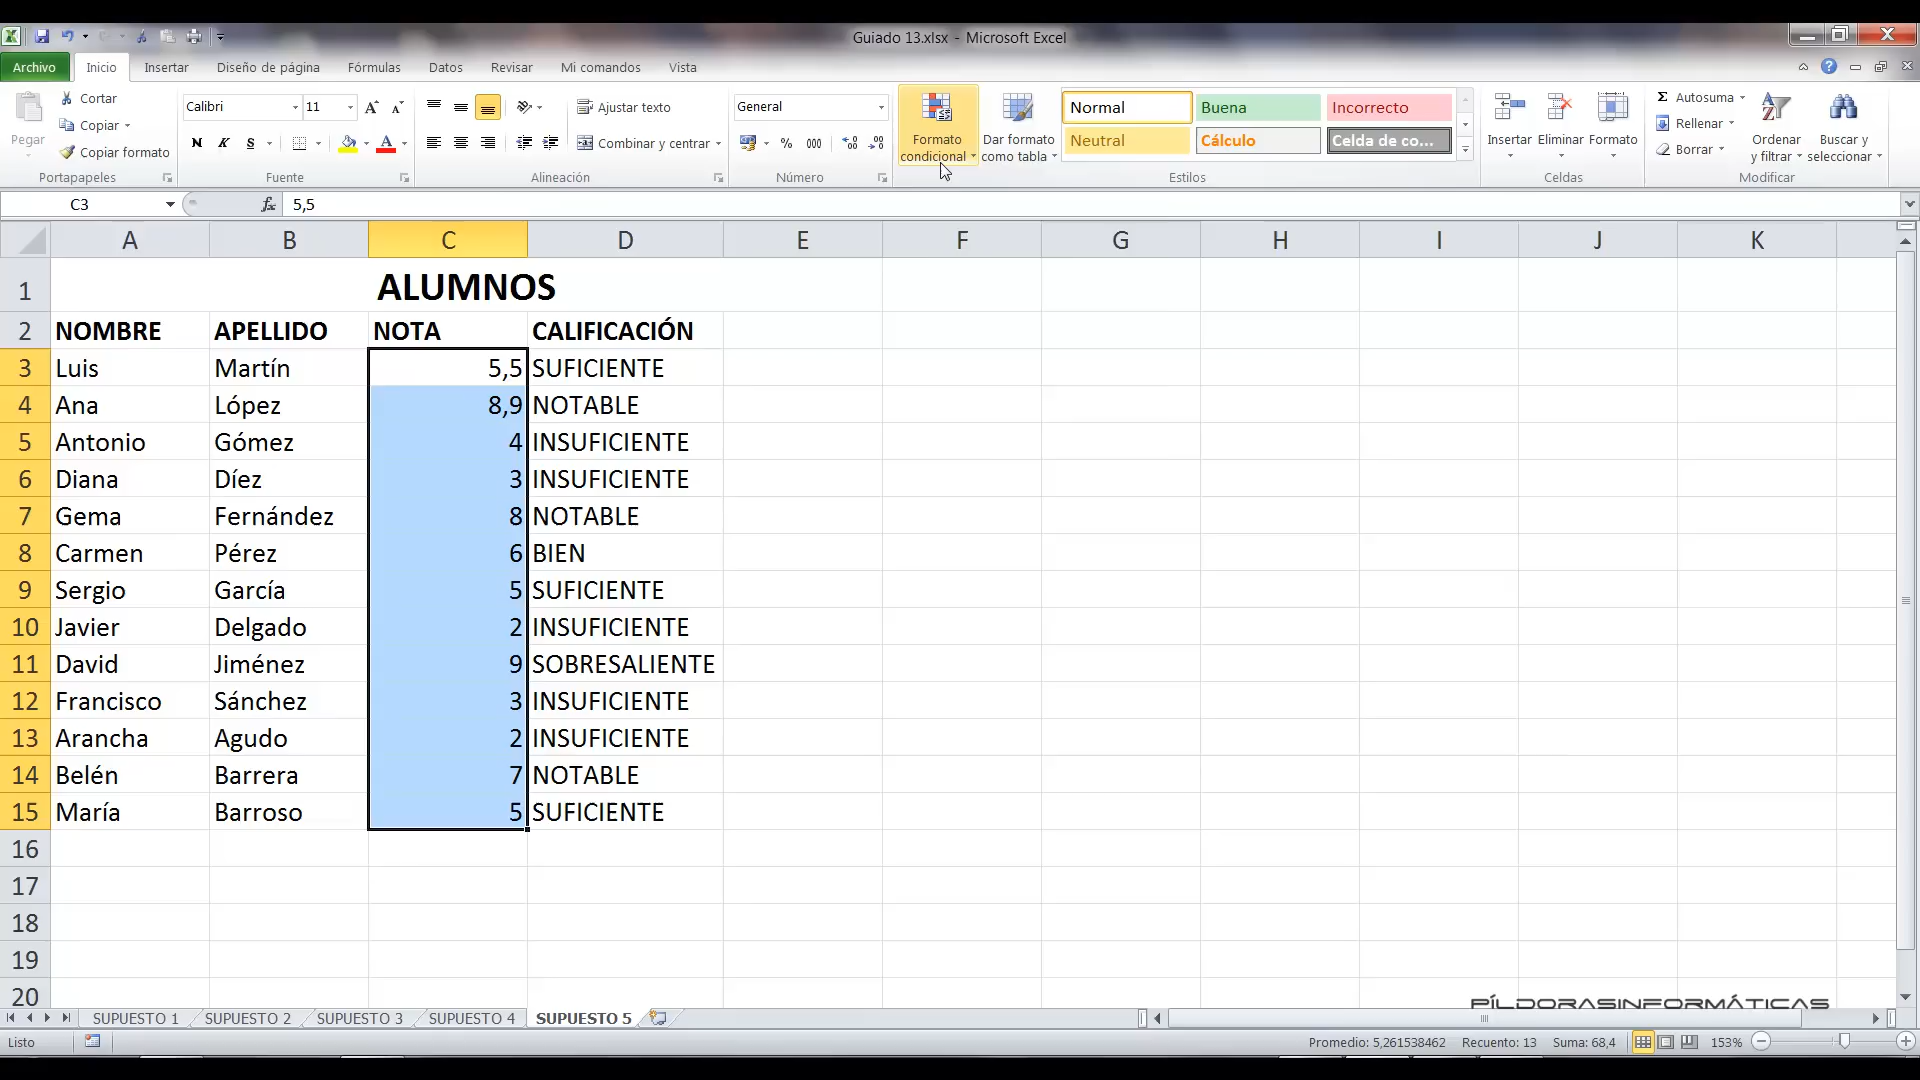 Guiado 13.xlsx - Microsoft Excel
Archivo Inicio Insertar Diseño de página Fórmulas Datos Revisar Mi comandos Vista
Pegar
Cortar
Copiar
Copiar formato
Portapapeles
Calibri 11
N K S
Fuente
Ajustar texto
Combinar y centrar
Alineación
General
% 000
Número
Formato condicional
Dar formato como tabla
Normal Buena Incorrecto
Neutral Cálculo Celda de co...
Estilos
Insertar Eliminar Formato
Celdas
Σ Autosuma
Rellenar
Borrar
Ordenar y filtrar
Buscar y seleccionar
Modificar
C3 fx 5,5
A B C D E F G H I J K
1 ALUMNOS
2 NOMBRE APELLIDO NOTA CALIFICACIÓN
3 Luis Martín 5,5 SUFICIENTE
4 Ana López 8,9 NOTABLE
5 Antonio Gómez 4 INSUFICIENTE
6 Diana Díez 3 INSUFICIENTE
7 Gema Fernández 8 NOTABLE
8 Carmen Pérez 6 BIEN
9 Sergio García 5 SUFICIENTE
10 Javier Delgado 2 INSUFICIENTE
11 David Jiménez 9 SOBRESALIENTE
12 Francisco Sánchez 3 INSUFICIENTE
13 Arancha Agudo 2 INSUFICIENTE
14 Belén Barrera 7 NOTABLE
15 María Barroso 5 SUFICIENTE
16
17
18
19
20
PÍLDORASINFORMÁTICAS
SUPUESTO 1 SUPUESTO 2 SUPUESTO 3 SUPUESTO 4 SUPUESTO 5
Listo Promedio: 5,261538462 Recuento: 13 Suma: 68,4 153%